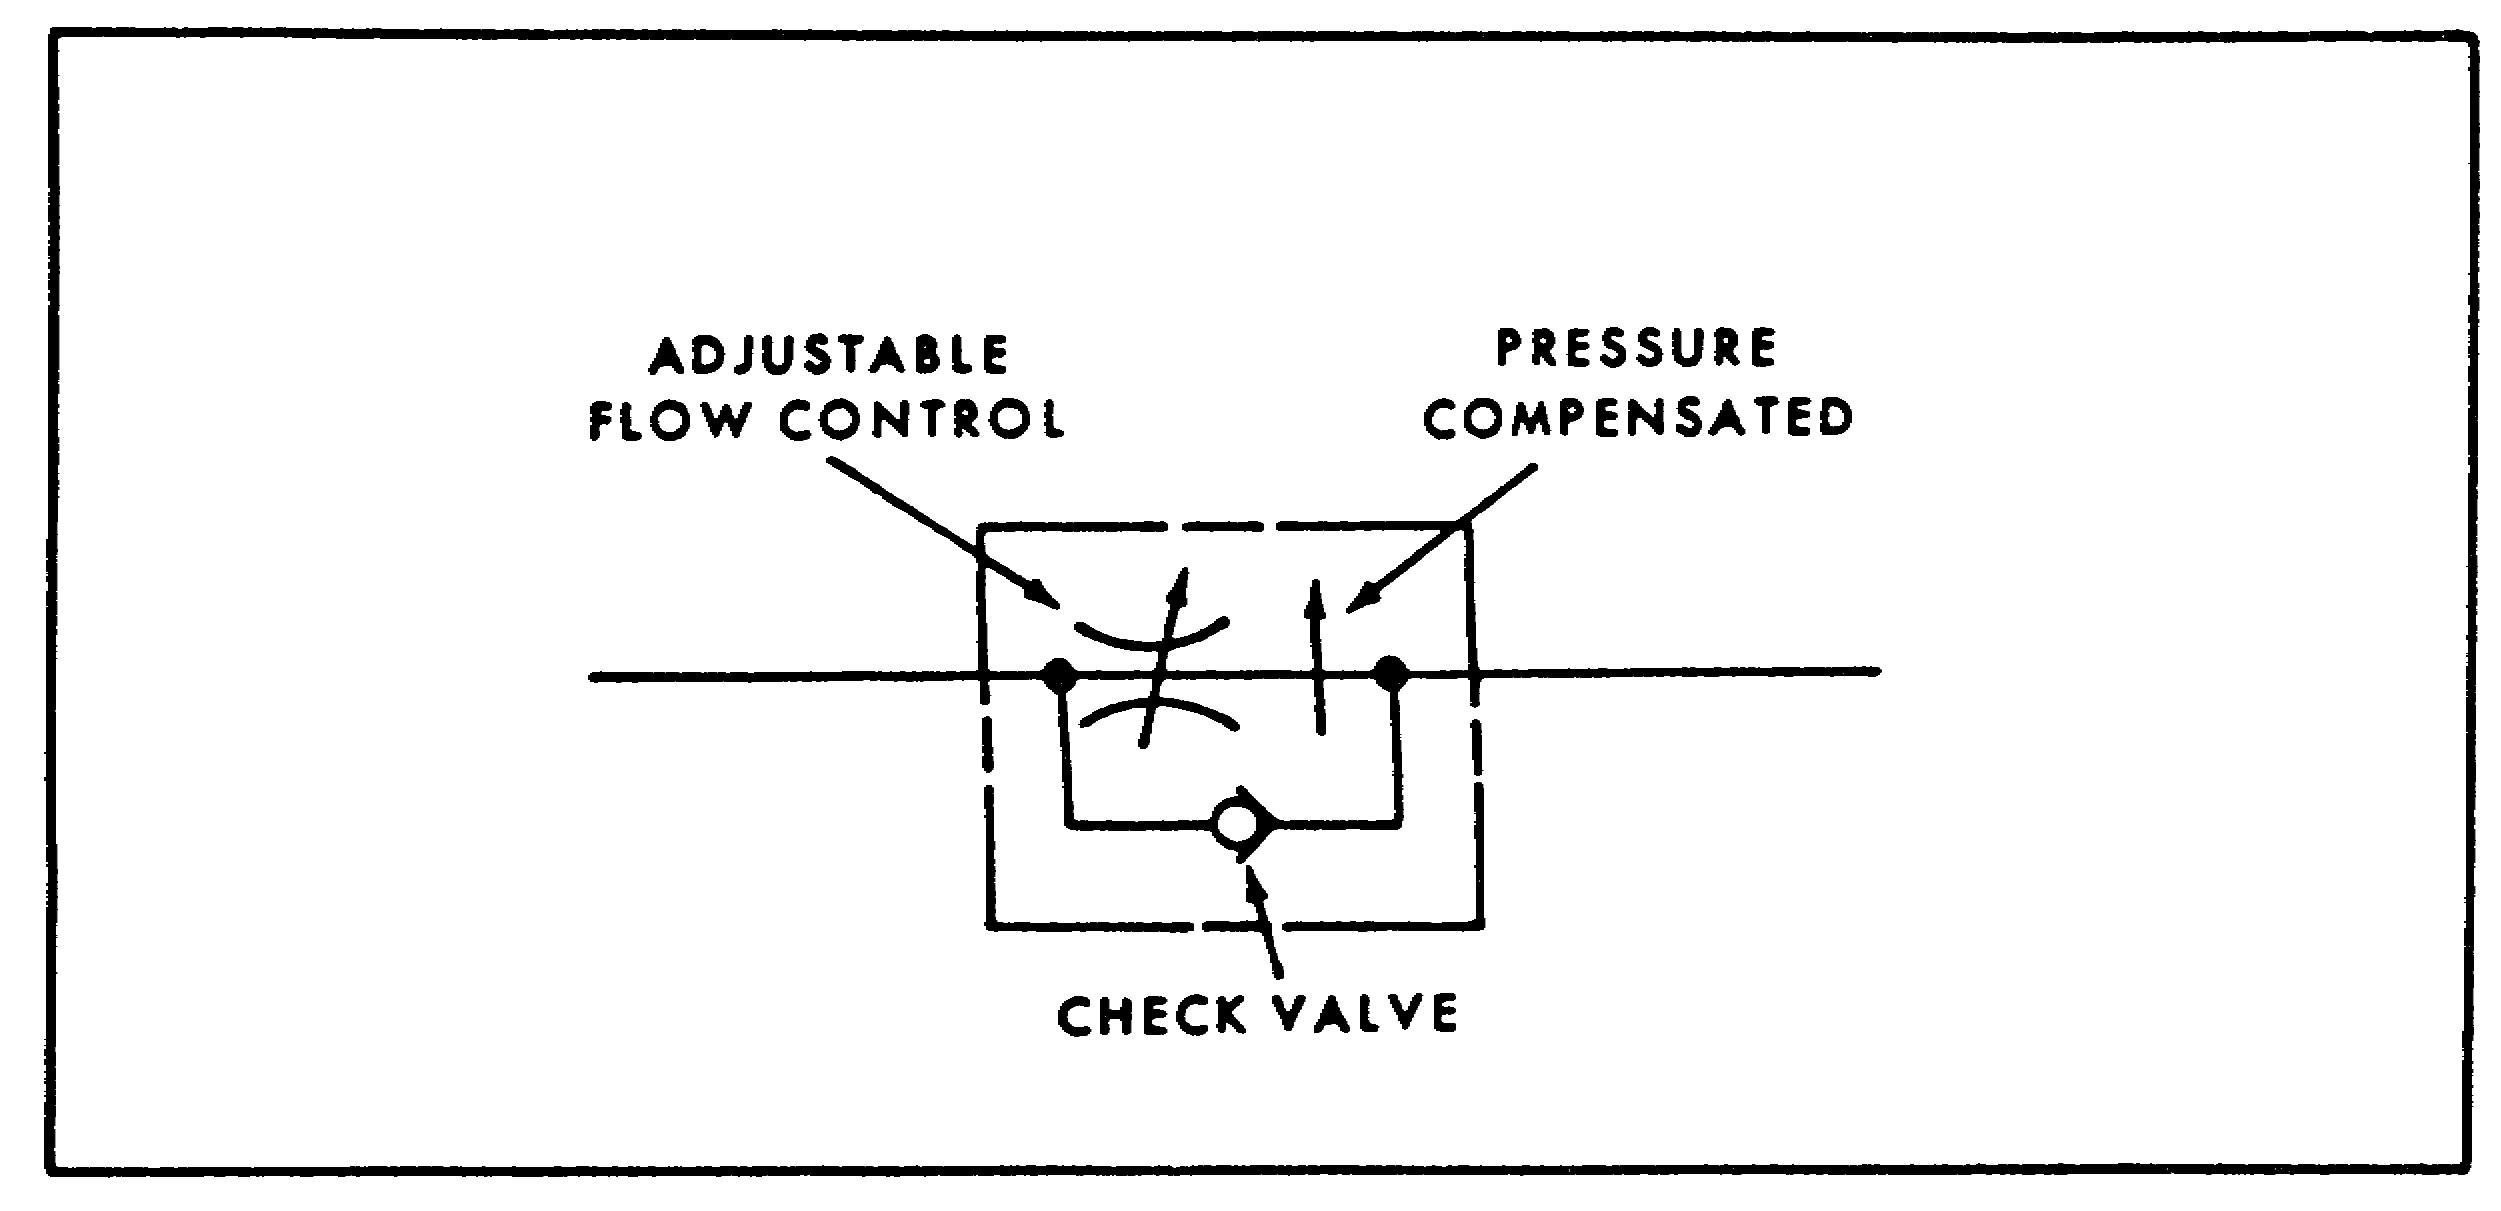 ADJUSTABLE
FLOW CONTROL
PRESSURE
COMPENSATED
CHECK VALVE